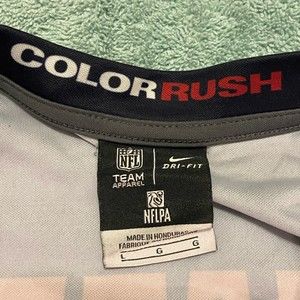 COLOR RUSH
NFL
TEAM
APPAREL
DRI-FIT
NFLPA
MADE IN HONDURAS
L G G